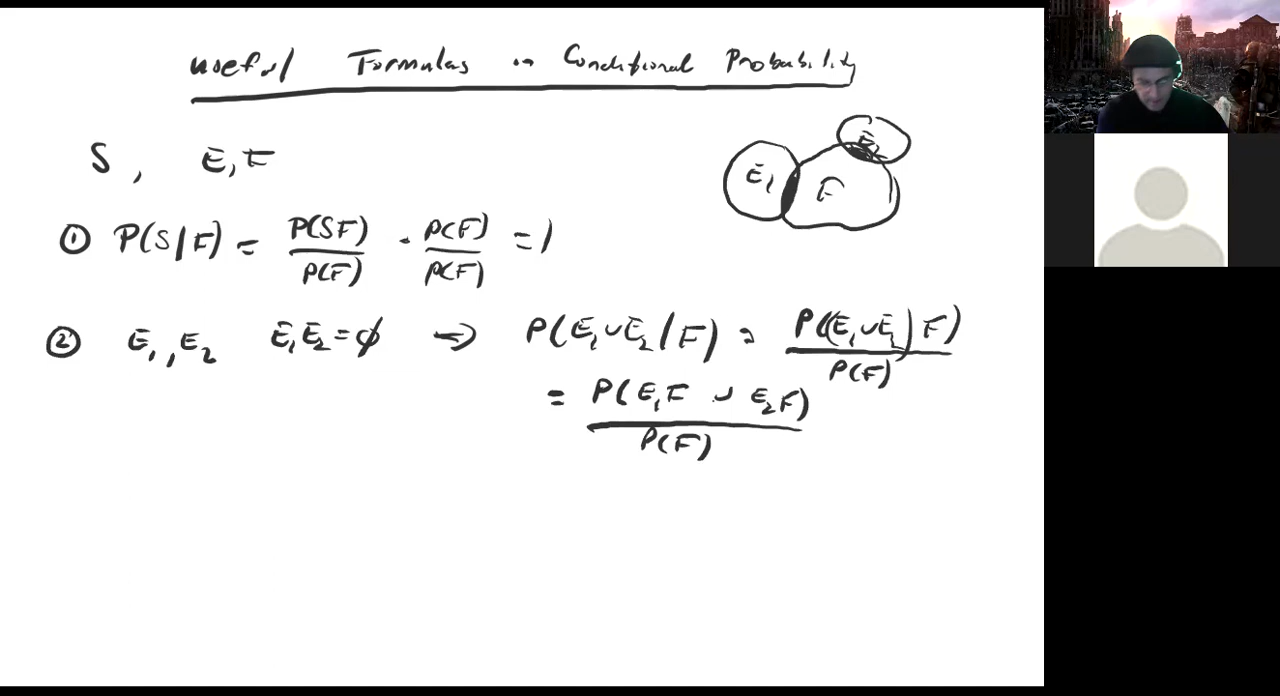 useful Formulas in Conditional Probability
S, E, F
① P(S/F) = P(SF)/P(F) · P(F)/P(F) = 1
E₁ F E₂
② E₁, E₂ E₁E₂ = ∅ ⇒ P(E₁∪E₂/F) = P((E₁∪E₂)F)/P(F)
= P(E₁F ∪ E₂F)/P(F)